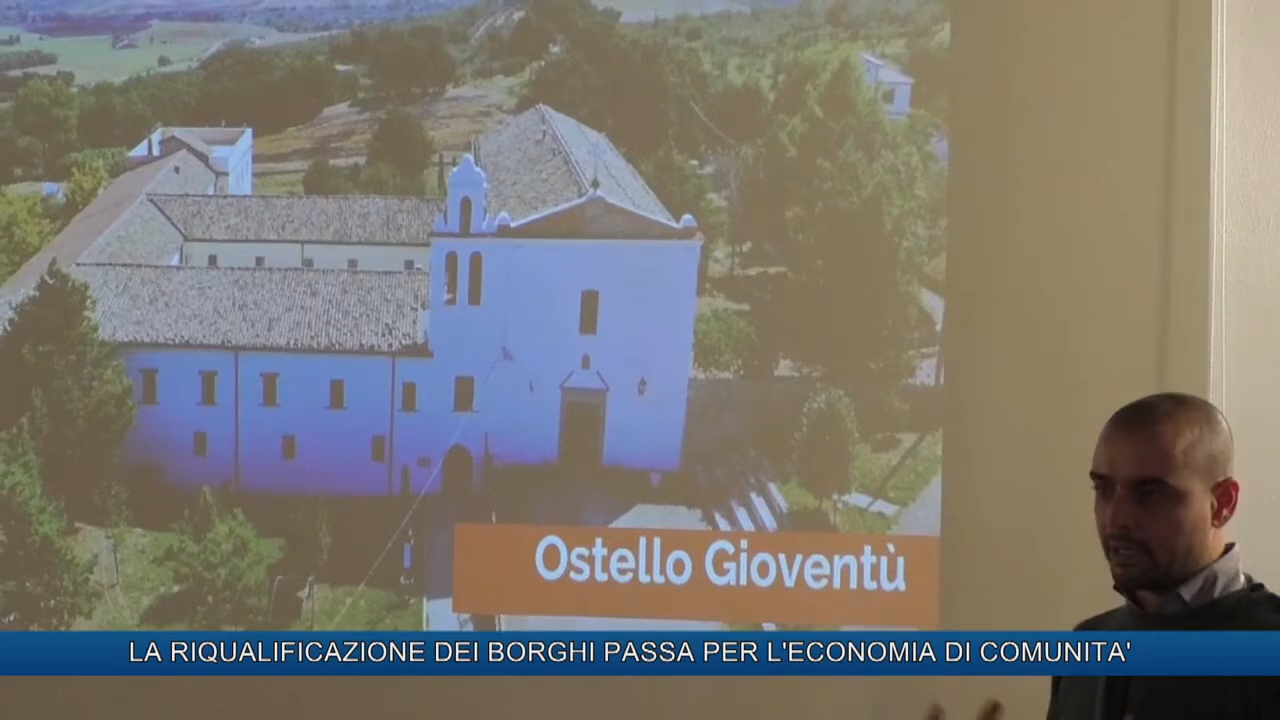 Ostello Gioventù
LA RIQUALIFICAZIONE DEI BORGHI PASSA PER L'ECONOMIA DI COMUNITA'